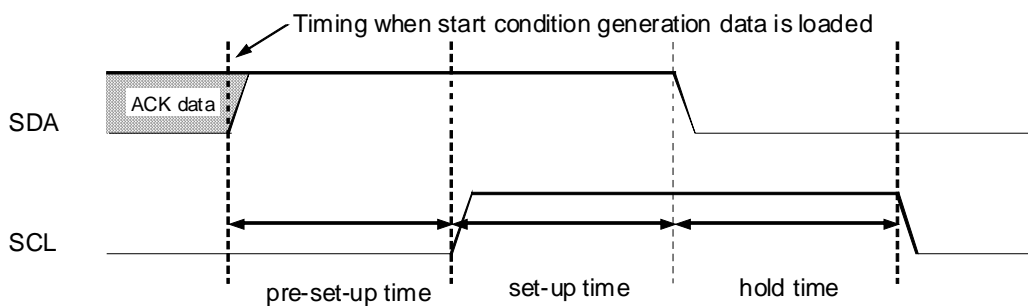 Timing when start condition generation data is loaded
ACK data
SDA
SCL
pre-set-up time
set-up time
hold time